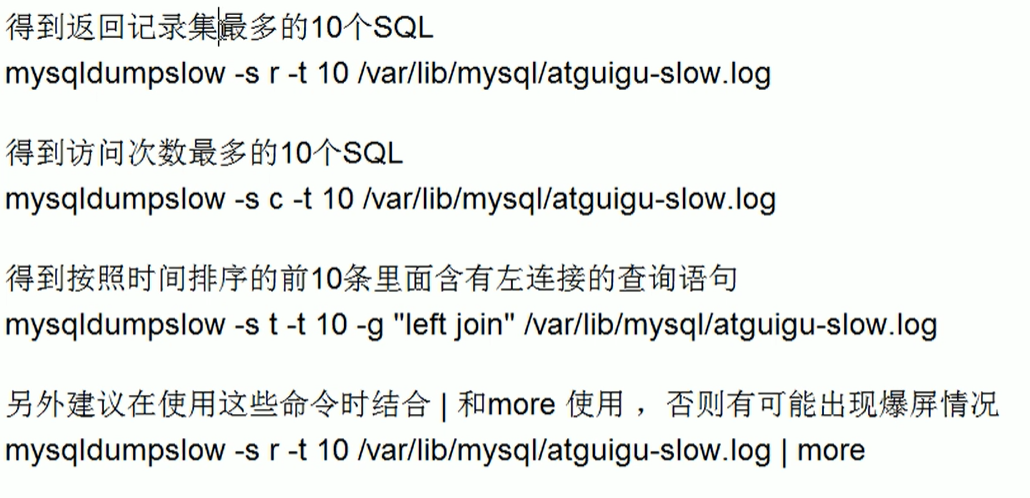 得到返回记录集最多的10个SQL
mysqldumpslow -s r -t 10 /var/lib/mysql/atguigu-slow.log
得到访问次数最多的10个SQL
mysqldumpslow -s c -t 10 /var/lib/mysql/atguigu-slow.log
得到按照时间排序的前10条里面含有左连接的查询语句
mysqldumpslow -s t -t 10 -g "left join" /var/lib/mysql/atguigu-slow.log
另外建议在使用这些命令时结合 | 和more 使用 ，否则有可能出现爆屏情况
mysqldumpslow -s r -t 10 /var/lib/mysql/atguigu-slow.log | more